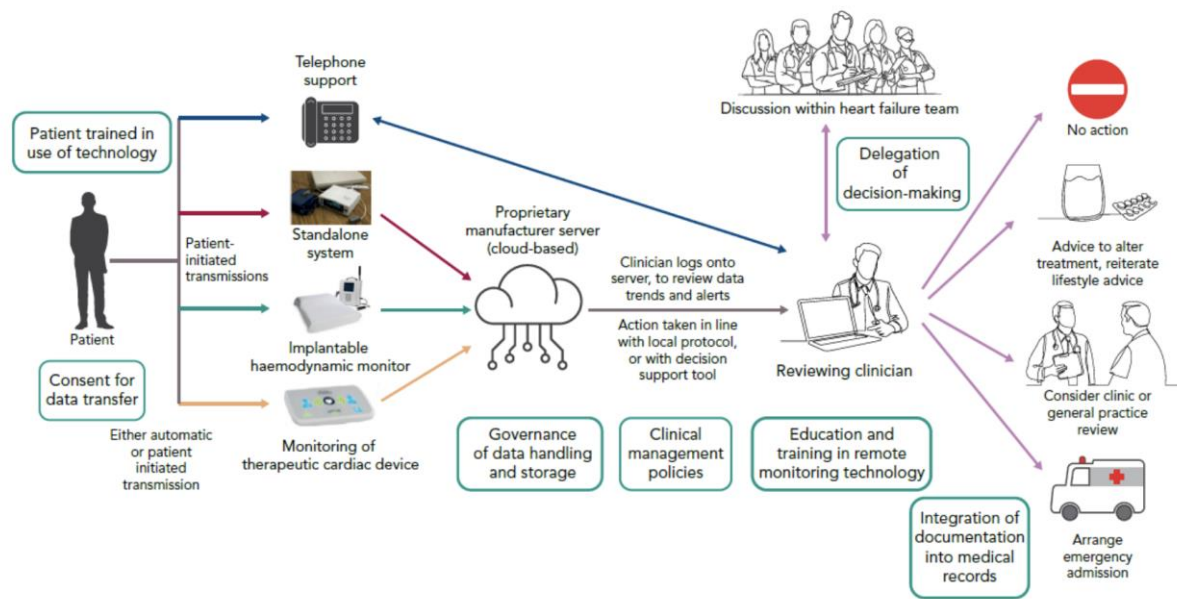 Telephone
support
Patient trained in
use of technology
Patient-
initiated
transmissions
Patient
Consent for
data transfer
Either automatic
or patient
initiated
transmission
Standalone
system
Implantable
haemodynamic monitor
Monitoring of
therapeutic cardiac device
Proprietary
manufacturer server
(cloud-based)
Clinician logs onto
server, to review data
trends and alerts
Action taken in line
with local protocol,
or with decision
support tool
Governance
of data handling
and storage
Clinical
management
policies
Discussion within heart failure team
Delegation
of
decision-making
Reviewing clinician
Education and
training in remote
monitoring technology
Integration of
documentation
into medical
records
No action
Advice to alter
treatment, reiterate
lifestyle advice
Consider clinic or
general practice
review
Arrange
emergency
admission